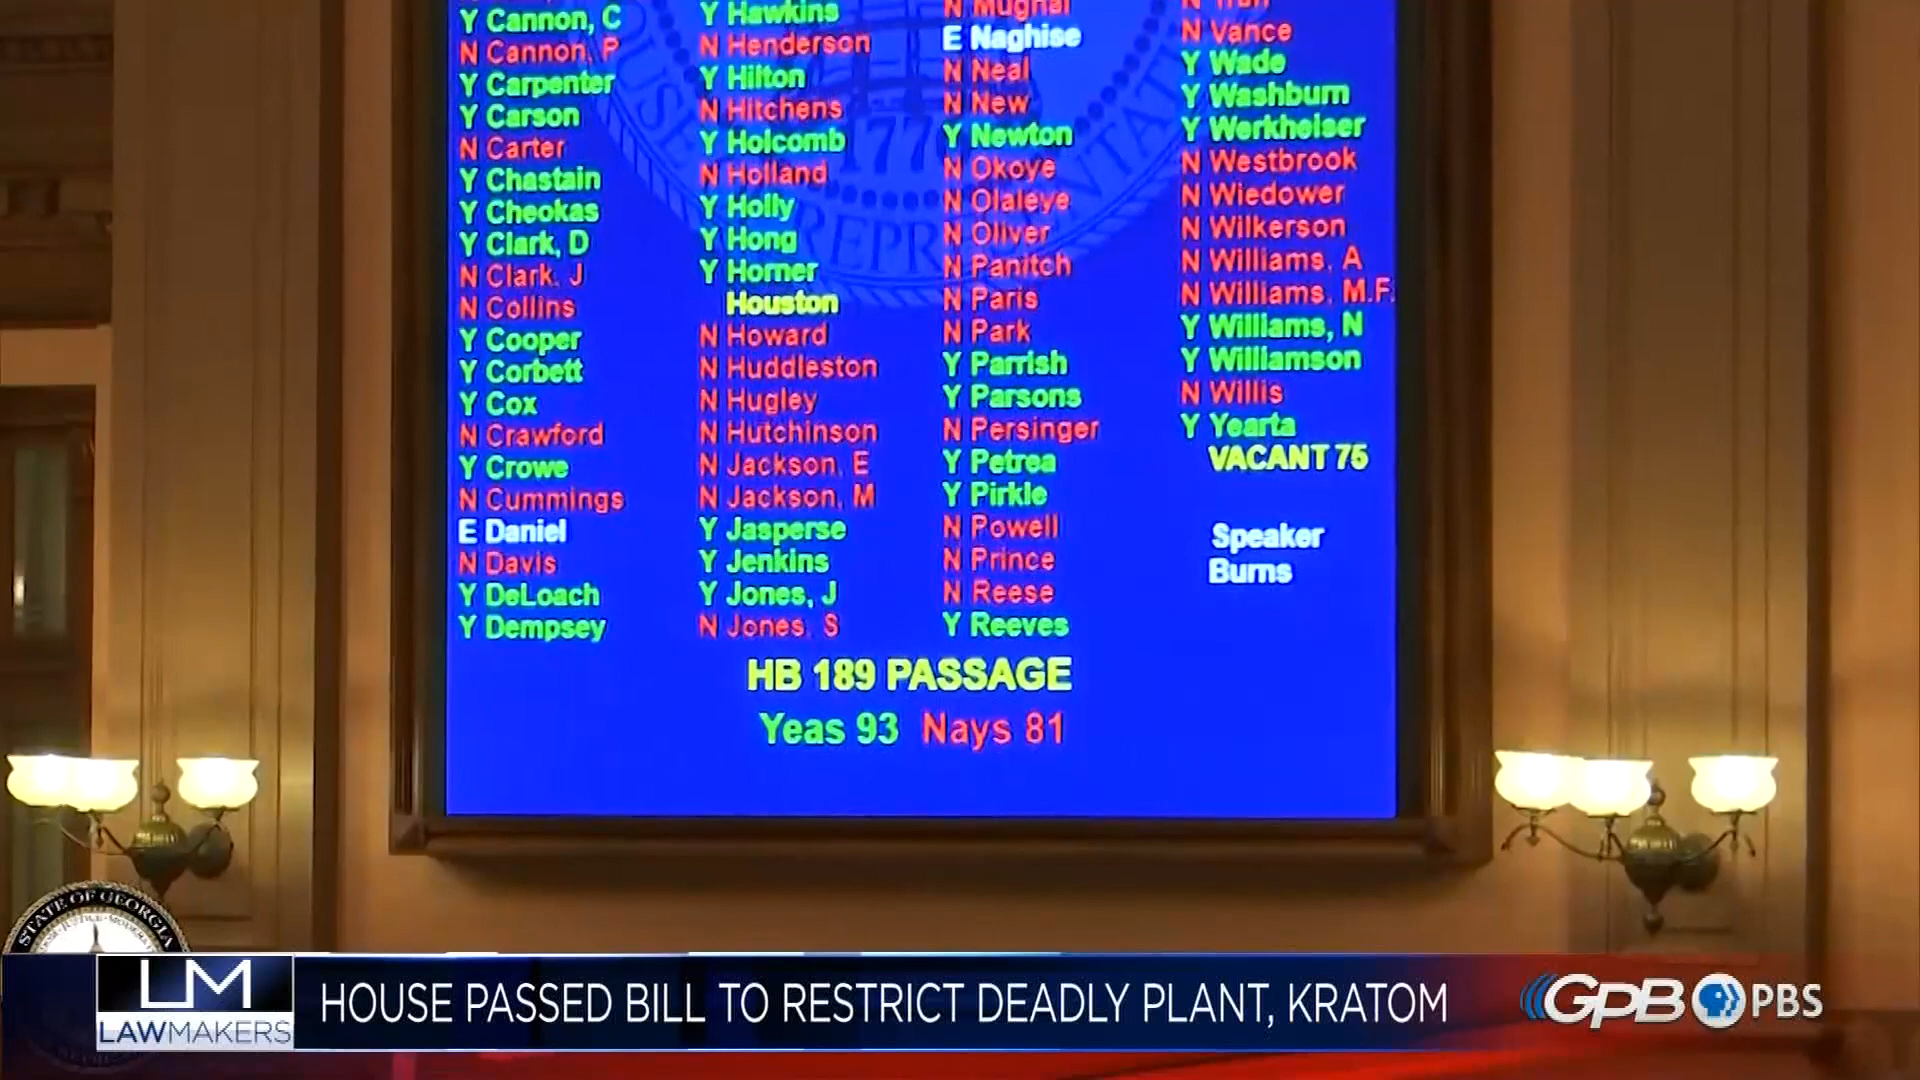 Y Cannon, C
N Cannon, P
Y Carpenter
Y Carson
N Carter
Y Chastain
Y Cheokas
Y Clark, D
N Clark, J
N Collins
Y Cooper
Y Corbett
Y Cox
N Crawford
Y Crowe
N Cummings
E Daniel
N Davis
Y DeLoach
Y Dempsey
Y Hawkins
N Henderson
Y Hilton
N Hitchens
Y Holcomb
N Holland
Y Holly
Y Hong
Y Horner
Houston
N Howard
N Huddleston
N Hugley
N Hutchinson
N Jackson, E
N Jackson, M
Y Jasperse
Y Jenkins
Y Jones, J
N Jones, S
N Mughal
E Naghise
N Neal
N New
Y Newton
N Okoye
N Olaleye
N Oliver
N Panitch
N Paris
N Park
Y Parrish
Y Parsons
N Persinger
Y Petrea
Y Pirkle
N Powell
N Prince
N Reese
Y Reeves
N Tran
N Vance
Y Wade
Y Washburn
Y Werkheiser
N Westbrook
N Wiedower
N Wilkerson
N Williams, A
N Williams, M.F.
Y Williams, N
Y Williamson
N Willis
Y Yearta
VACANT 75
Speaker
Burns
HB 189 PASSAGE
Yeas 93 Nays 81
STATE OF GEORGIA
LM
LAWMAKERS
HOUSE PASSED BILL TO RESTRICT DEADLY PLANT, KRATOM
GPB PBS